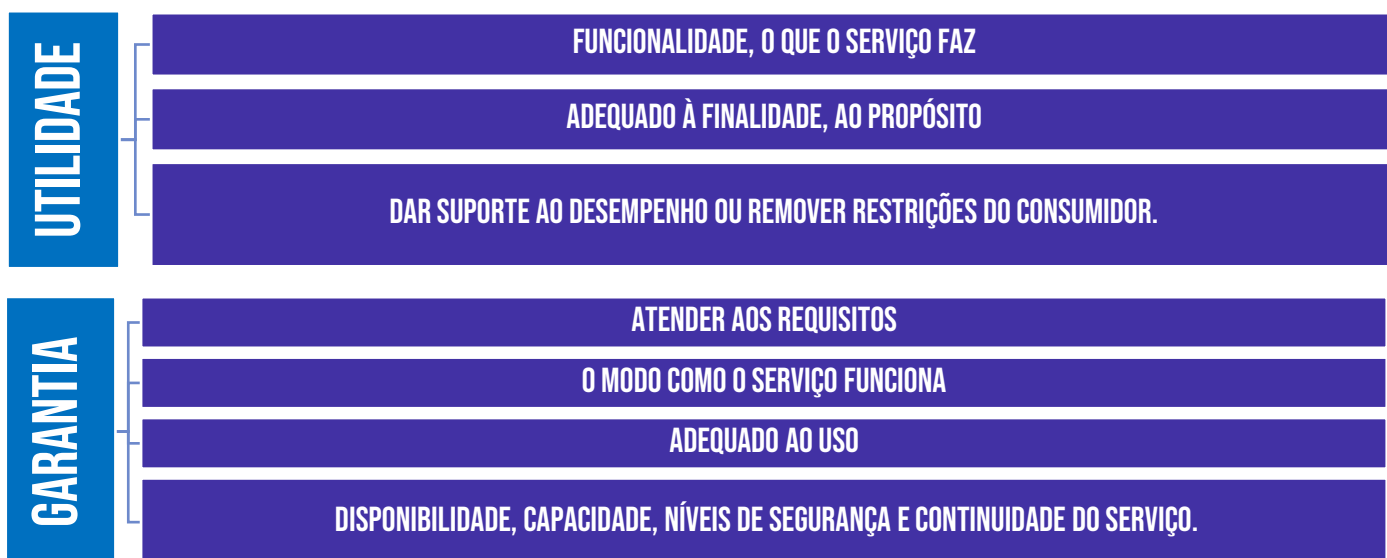 UTILIDADE
FUNCIONALIDADE, O QUE O SERVIÇO FAZ
ADEQUADO À FINALIDADE, AO PROPÓSITO
DAR SUPORTE AO DESEMPENHO OU REMOVER RESTRIÇÕES DO CONSUMIDOR.
GARANTIA
ATENDER AOS REQUISITOS
O MODO COMO O SERVIÇO FUNCIONA
ADEQUADO AO USO
DISPONIBILIDADE, CAPACIDADE, NÍVEIS DE SEGURANÇA E CONTINUIDADE DO SERVIÇO.